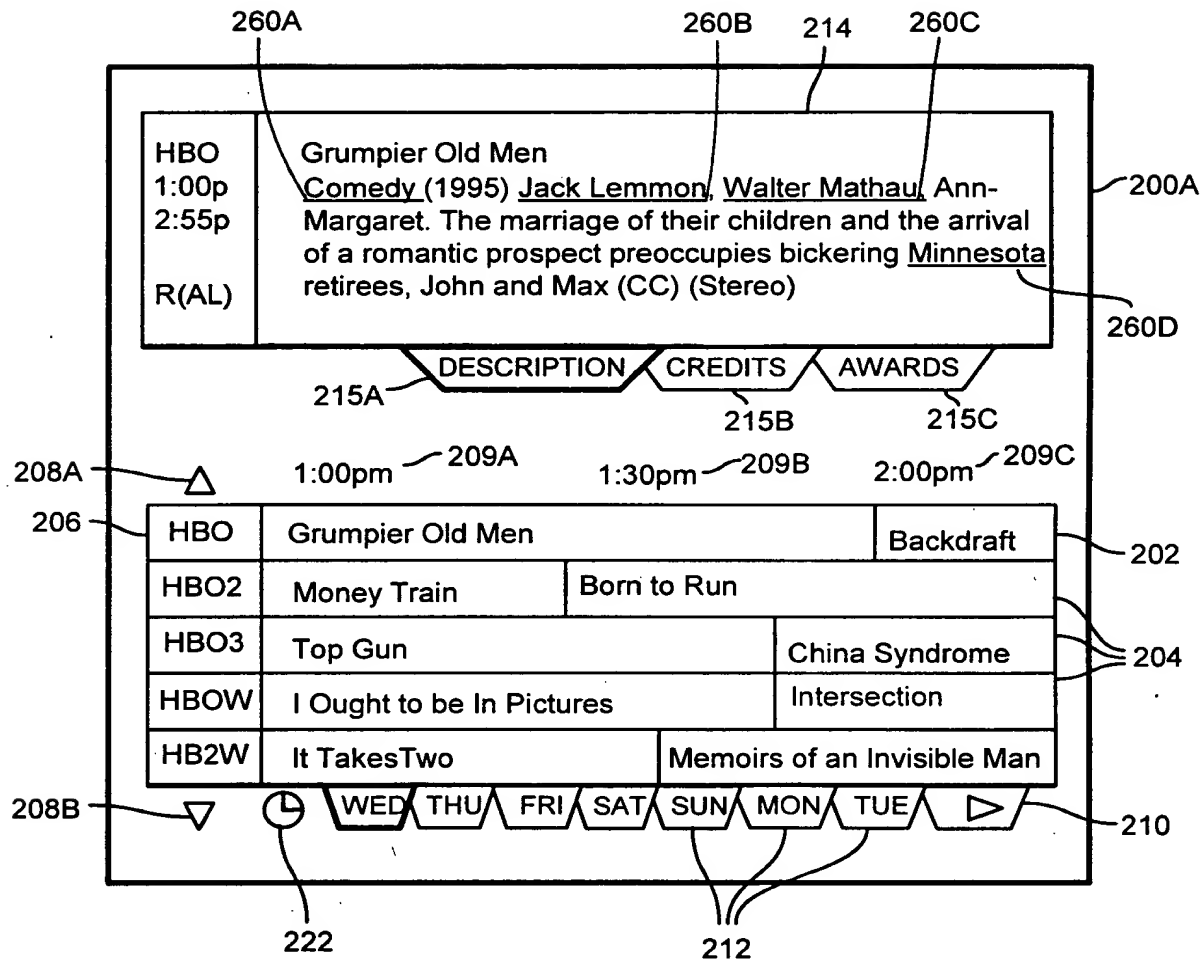 260A 260B 214 260C
HBO Grumpier Old Men
1:00p Comedy (1995) Jack Lemmon, Walter Mathau, Ann-
200A
2:55p Margaret. The marriage of their children and the arrival
of a romantic prospect preoccupies bickering Minnesota
R(AL) retirees, John and Max (CC) (Stereo)
260D
DESCRIPTION CREDITS AWARDS
215A 215B 215C
208A 1:00pm 209A 1:30pm 209B 2:00pm 209C
206 HBO Grumpier Old Men Backdraft 202
HBO2 Money Train Born to Run
HBO3 Top Gun China Syndrome 204
HBOW I Ought to be In Pictures Intersection
HB2W It TakesTwo Memoirs of an Invisible Man
208B WED THU FRI SAT SUN MON TUE 210
222 212